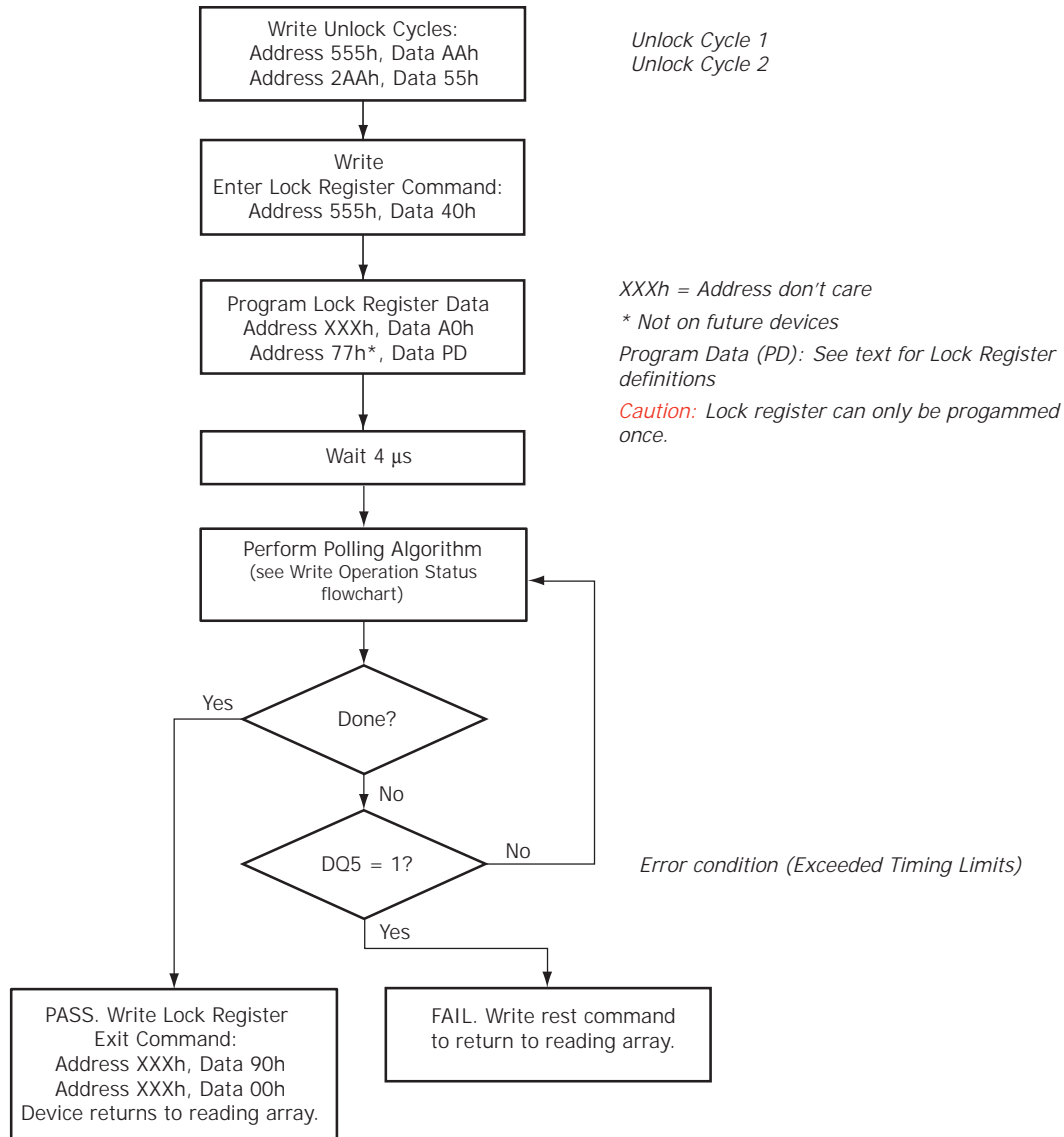 Write Unlock Cycles:
Address 555h, Data AAh
Address 2AAh, Data 55h
Unlock Cycle 1
Unlock Cycle 2
Write
Enter Lock Register Command:
Address 555h, Data 40h
Program Lock Register Data
Address XXXh, Data A0h
Address 77h*, Data PD
XXXh = Address don't care
* Not on future devices
Program Data (PD): See text for Lock Register
definitions
Caution: Lock register can only be progammed
once.
Wait 4 μs
Perform Polling Algorithm
(see Write Operation Status
flowchart)
Yes
Done?
No
DQ5 = 1?
No
Error condition (Exceeded Timing Limits)
Yes
PASS. Write Lock Register
Exit Command:
Address XXXh, Data 90h
Address XXXh, Data 00h
Device returns to reading array.
FAIL. Write rest command
to return to reading array.